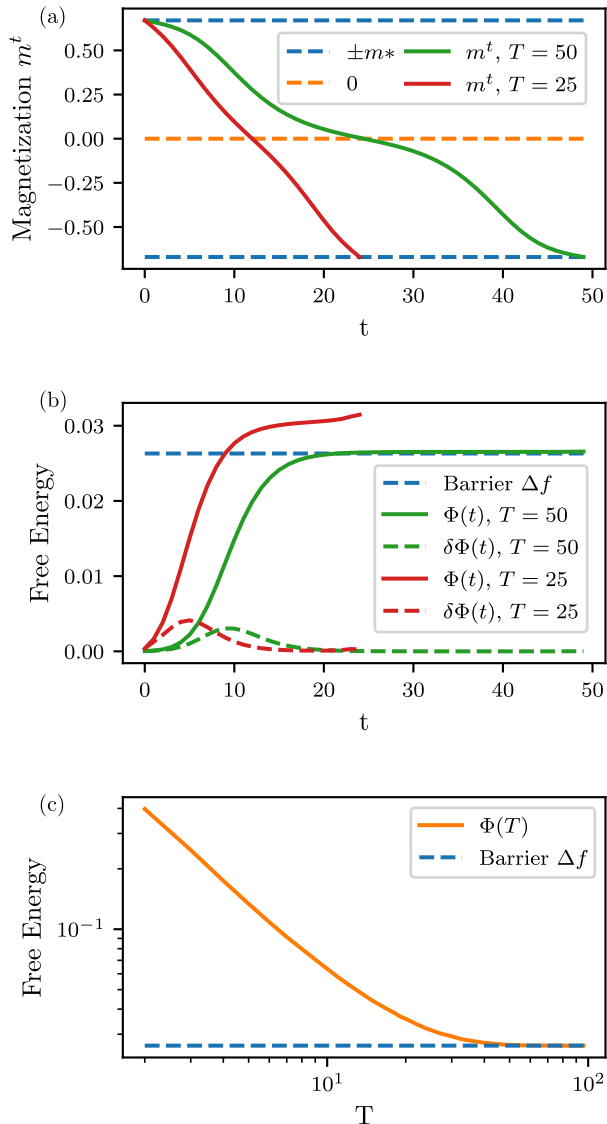 (a)
Magnetization m^t
0.50
0.25
0.00
−0.25
−0.50
±m∗
0
m^t, T = 50
m^t, T = 25
0 10 20 30 40 50
t
(b)
Free Energy
0.03
0.02
0.01
0.00
Barrier Δf
Φ(t), T = 50
δΦ(t), T = 50
Φ(t), T = 25
δΦ(t), T = 25
0 10 20 30 40 50
t
(c)
Free Energy
10^−1
Φ(T)
Barrier Δf
10^1 10^2
T